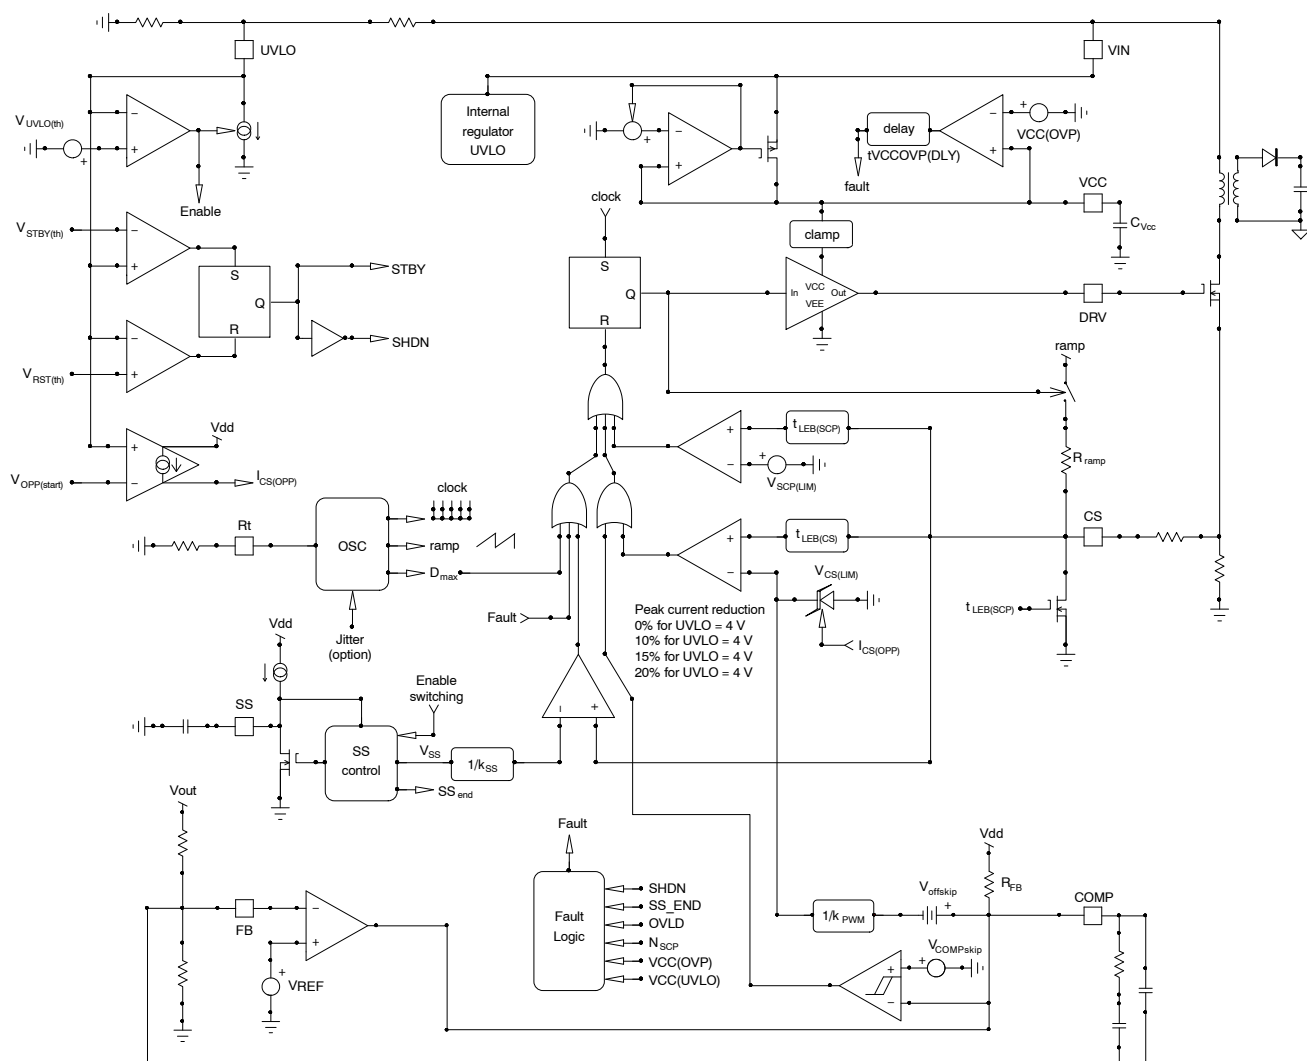 UVLO
VIN
V UVLO(th)
−
+
+
Enable
Internal
regulator
UVLO
−
+
+
delay
tVCCOVP(DLY)
fault
−
+
+
VCC(OVP)
VCC
CVcc
clock
clamp
V STBY(th)
−
+
S
Q
R
STBY
SHDN
−
+
V RST(th)
S
Q
R
In
VCC
VEE
Out
DRV
ramp
R ramp
Vdd
+
−
V OPP(start)
I CS(OPP)
+
−
t LEB(SCP)
+
V SCP(LIM)
Rt
OSC
clock
ramp
D max
Jitter
(option)
Fault
+
−
t LEB(CS)
CS
V CS(LIM)
I CS(OPP)
t LEB(SCP)
Peak current reduction
0% for UVLO = 4 V
10% for UVLO = 4 V
15% for UVLO = 4 V
20% for UVLO = 4 V
Vdd
SS
SS
control
Enable
switching
V SS
1/k SS
SS end
−
+
Vout
FB
−
+
+
VREF
Fault
Fault
Logic
SHDN
SS_END
OVLD
N SCP
VCC(OVP)
VCC(UVLO)
Vdd
R FB
V offskip
+
1/k PWM
COMP
V COMPskip
+
+
−